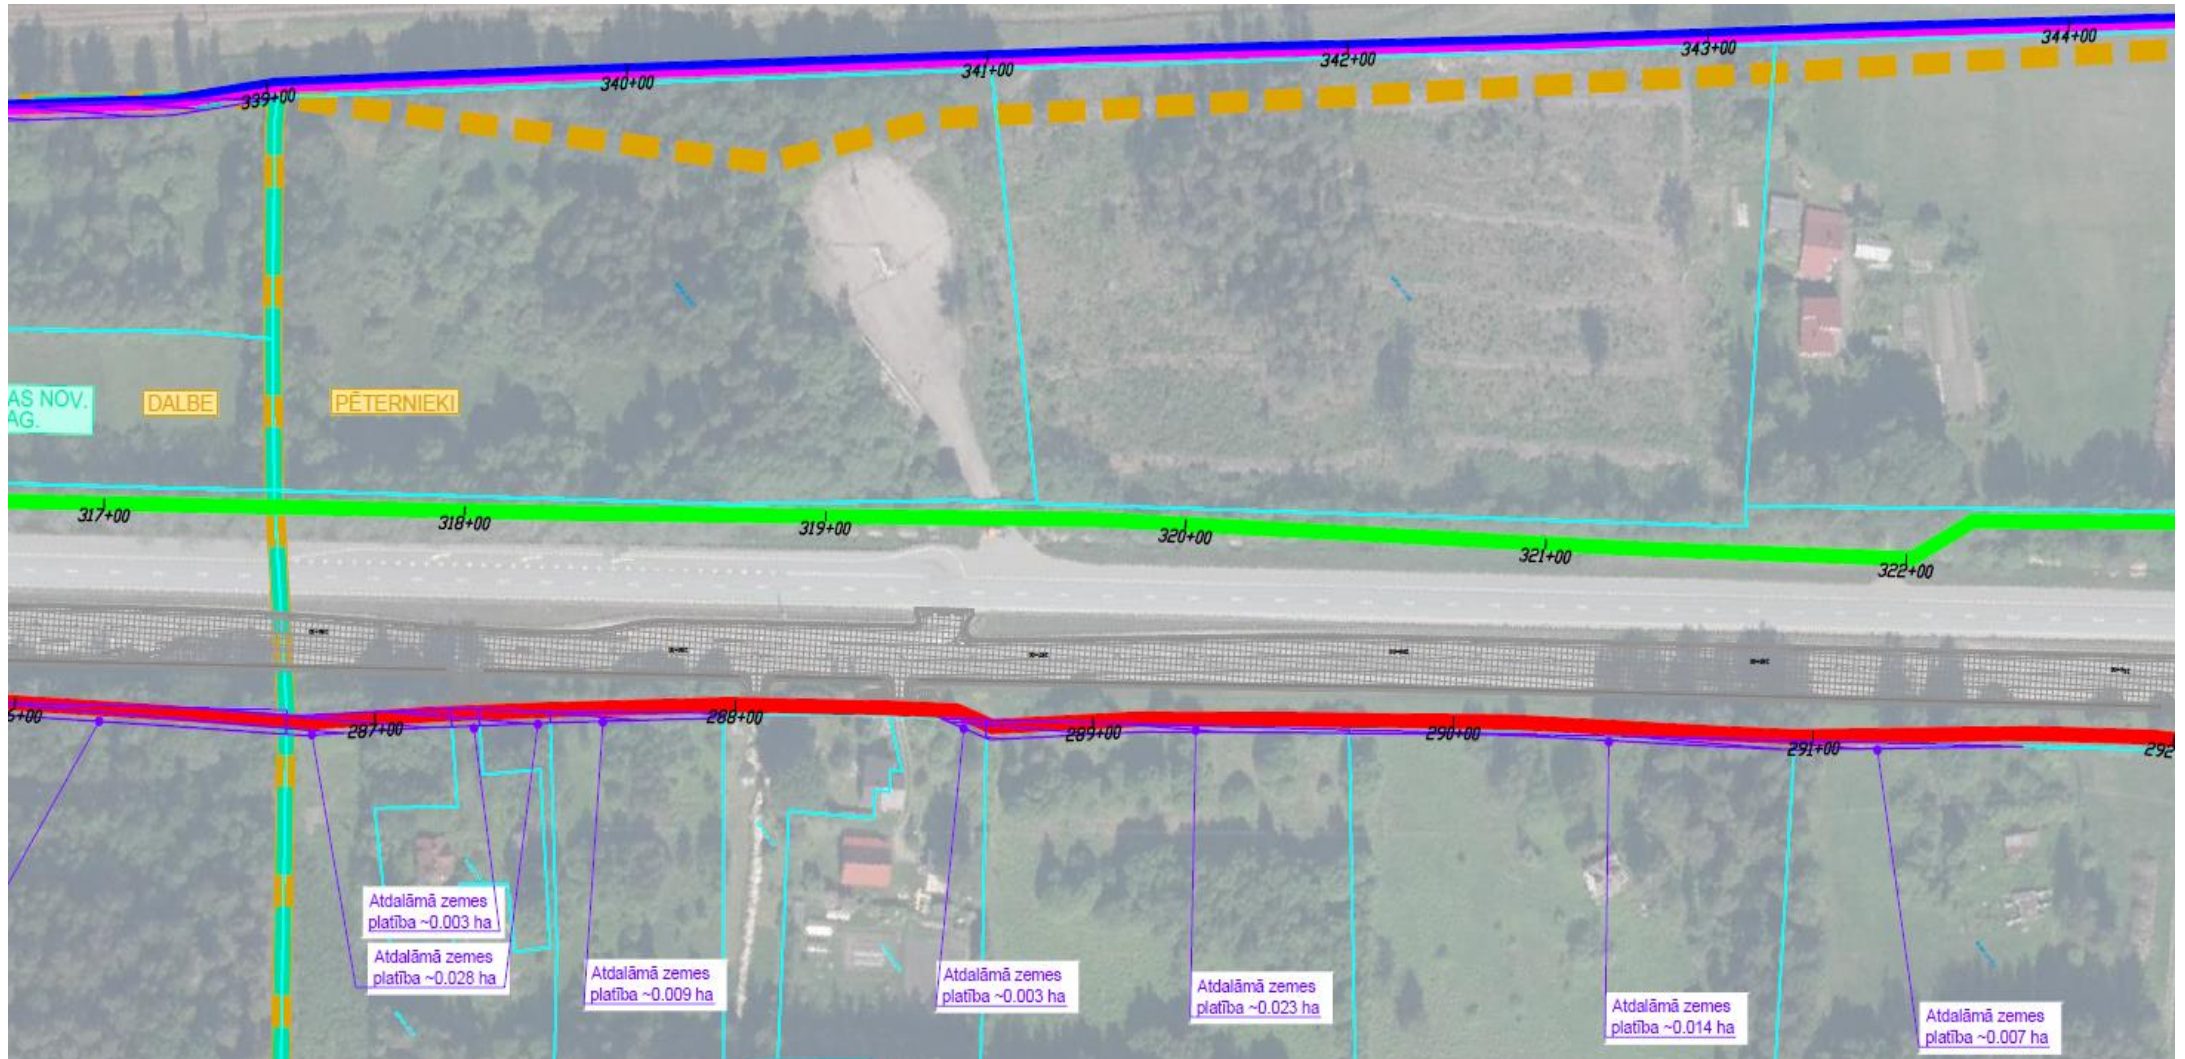 344+00
343+00
342+00
341+00
340+00
339+00
AS NOV.
AG.
DALBE
PĒTERNIEKI
317+00
318+00
319+00
320+00
321+00
322+00
287+00
288+00
289+00
290+00
291+00
292
Atdalāmā zemes
platība ~0.003 ha
Atdalāmā zemes
platība ~0.028 ha
Atdalāmā zemes
platība ~0.009 ha
Atdalāmā zemes
platība ~0.003 ha
Atdalāmā zemes
platība ~0.023 ha
Atdalāmā zemes
platība ~0.014 ha
Atdalāmā zemes
platība ~0.007 ha